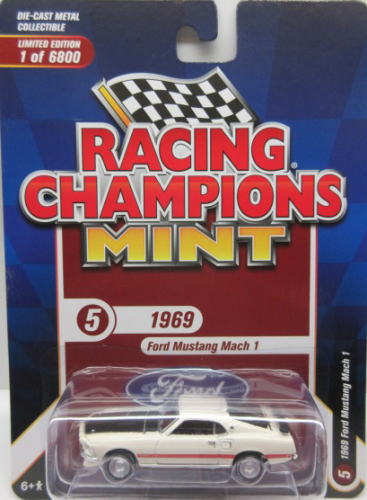 DIE-CAST METAL
COLLECTIBLE
LIMITED EDITION
1 of 6800
RACING
CHAMPIONS®
MINT
5 1969
Ford Mustang Mach 1
Ford
5 1969 Ford Mustang Mach 1
6+